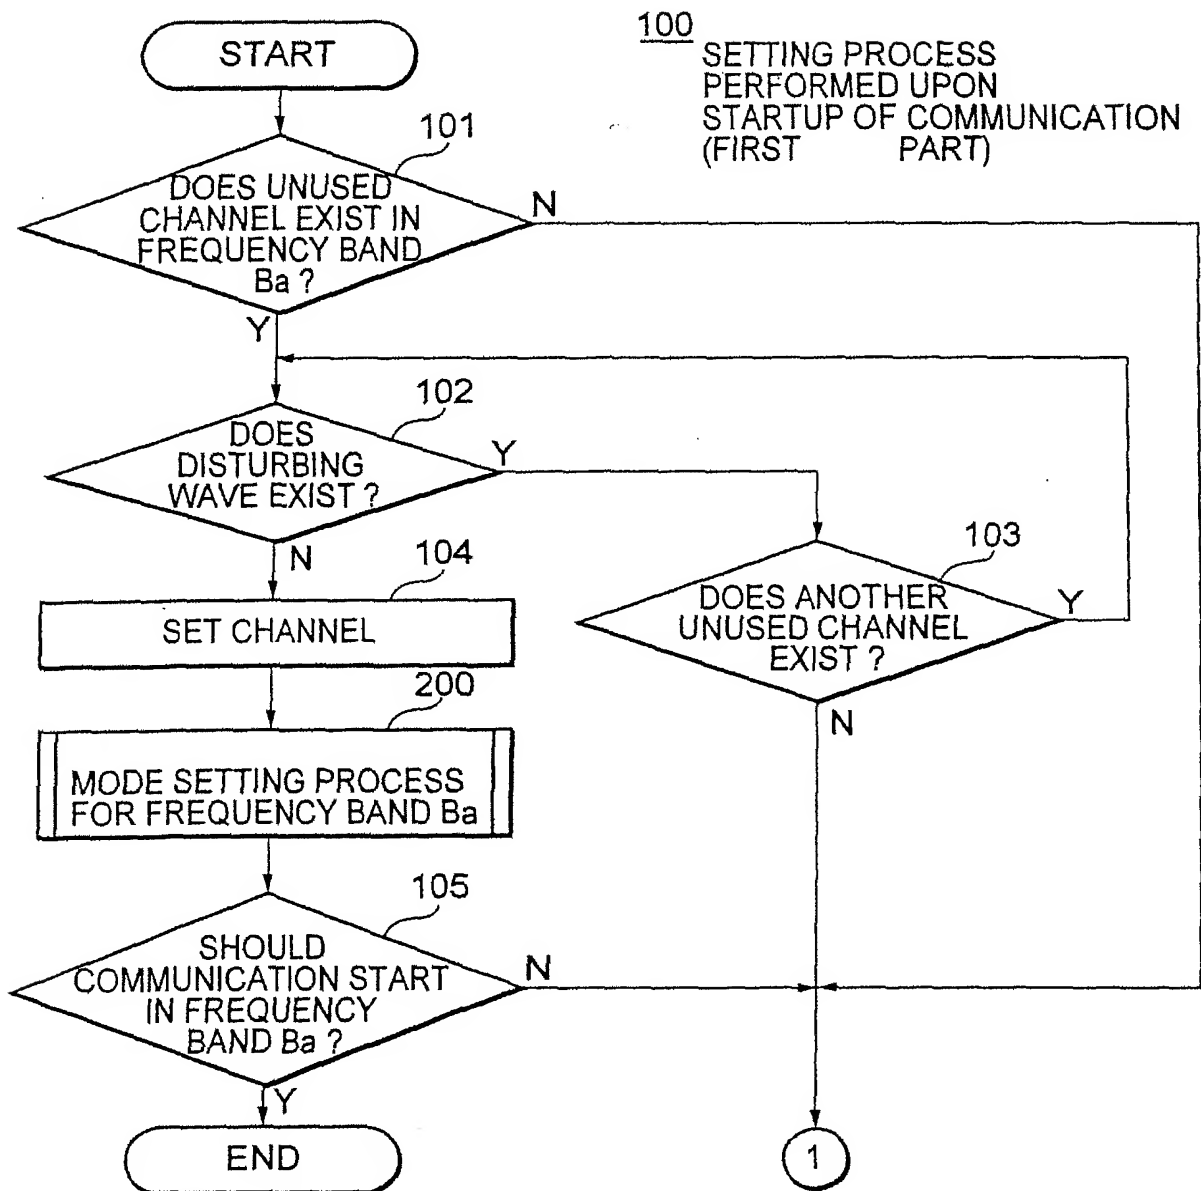 START
100
SETTING PROCESS
PERFORMED UPON
STARTUP OF COMMUNICATION
(FIRST PART)
101
DOES UNUSED
CHANNEL EXIST IN
FREQUENCY BAND
Ba ?
N
Y
102
DOES
DISTURBING
WAVE EXIST ?
Y
N
103
DOES ANOTHER
UNUSED CHANNEL
EXIST ?
Y
N
104
SET CHANNEL
200
MODE SETTING PROCESS
FOR FREQUENCY BAND Ba
105
SHOULD
COMMUNICATION START
IN FREQUENCY
BAND Ba ?
N
Y
END
1